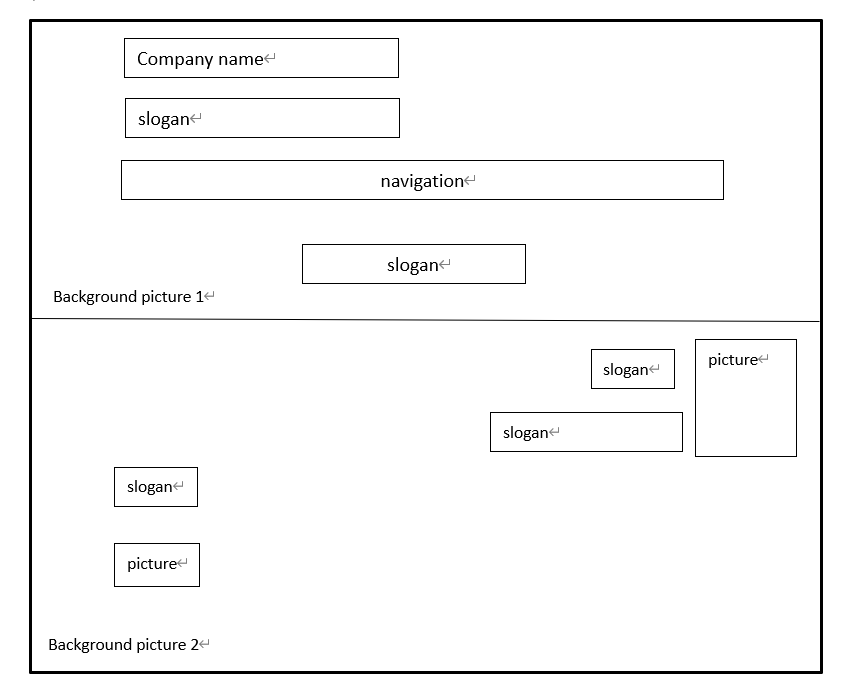 Company name
slogan
navigation
slogan
Background picture 1
slogan
picture
slogan
slogan
picture
Background picture 2